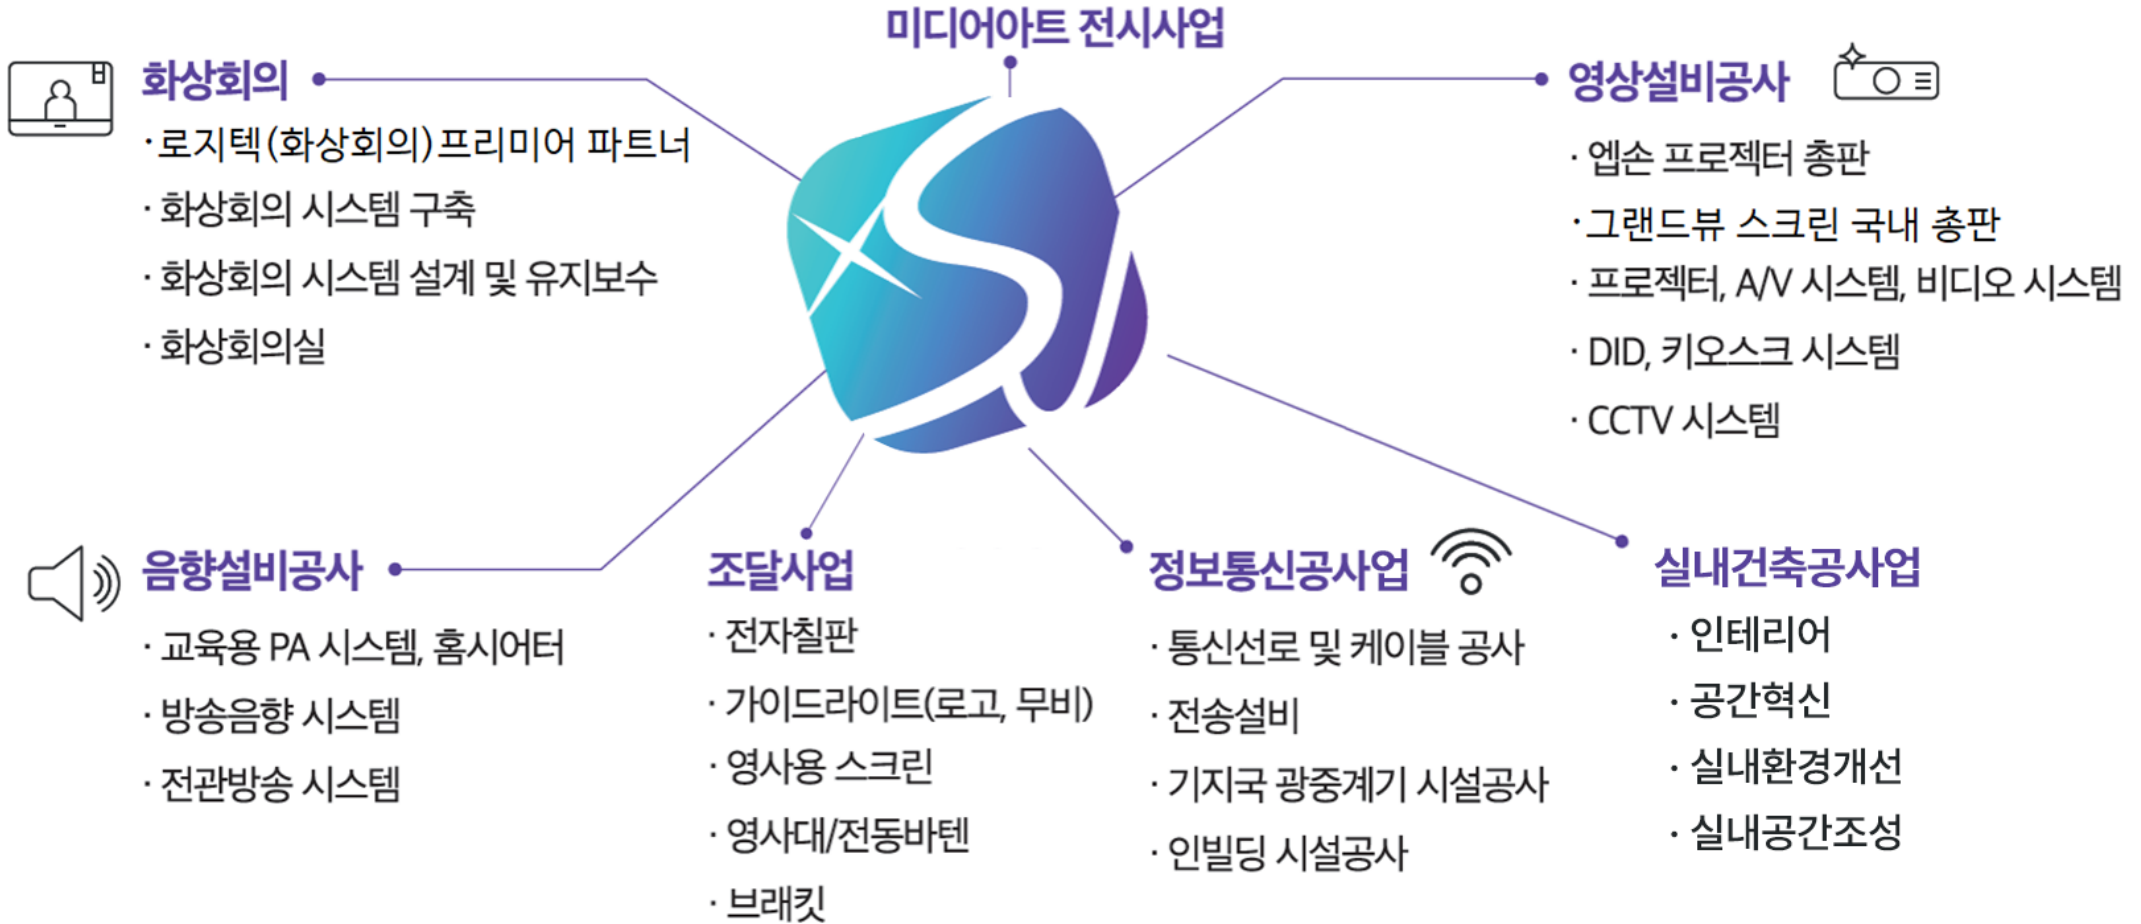 미디어아트 전시사업
화상회의
·로지텍(화상회의)프리미어 파트너
· 화상회의 시스템 구축
· 화상회의 시스템 설계 및 유지보수
· 화상회의실
영상설비공사
· 엡손 프로젝터 총판
·그랜드뷰 스크린 국내 총판
· 프로젝터, A/V 시스템, 비디오 시스템
· DID, 키오스크 시스템
· CCTV 시스템
음향설비공사
· 교육용 PA 시스템, 홈시어터
· 방송음향 시스템
· 전관방송 시스템
조달사업
· 전자칠판
· 가이드라이트(로고, 무비)
· 영사용 스크린
· 영사대/전동바텐
· 브래킷
정보통신공사업
· 통신선로 및 케이블 공사
· 전송설비
· 기지국 광중계기 시설공사
· 인빌딩 시설공사
실내건축공사업
· 인테리어
· 공간혁신
· 실내환경개선
· 실내공간조성